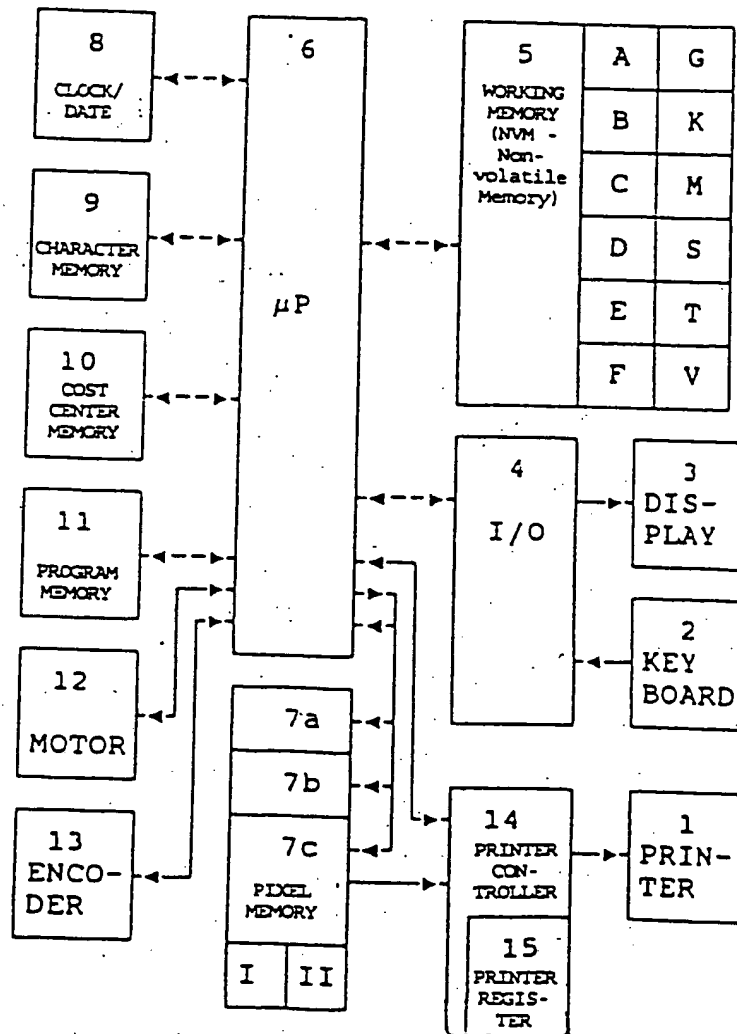 8
CLOCK/
DATE
6
μP
5
WORKING
MEMORY
(NVM -
Non-
volatile
Memory)
A
G
B
K
C
M
D
S
E
T
F
V
9
CHARACTER
MEMORY
10
COST
CENTER
MEMORY
11
PROGRAM
MEMORY
4
I/O
3
DIS-
PLAY
2
KEY
BOARD
12
MOTOR
13
ENCO-
DER
7a
7b
7c
PIXEL
MEMORY
I
II
14
PRINTER
CON-
TROLLER
15
PRINTER
REGIS-
TER
1
PRIN-
TER